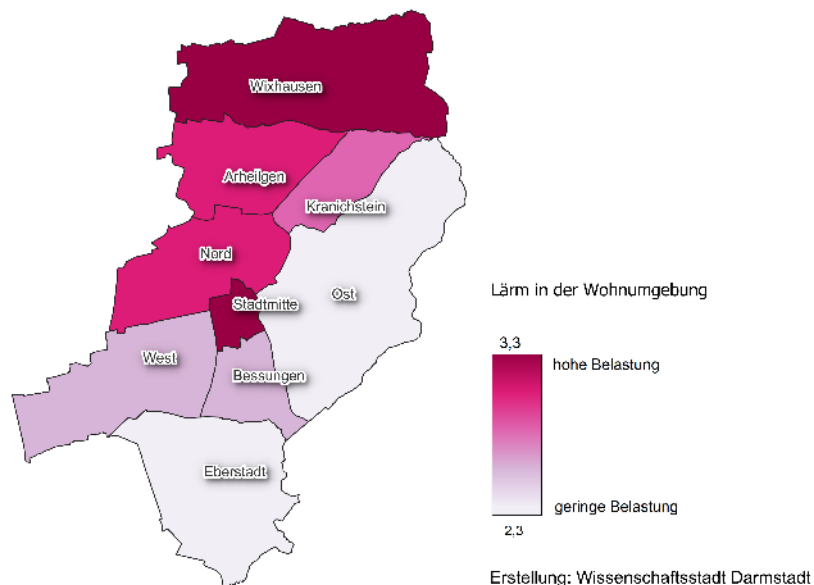 Wixhausen
Arheilgen
Kranichstein
Nord
Stadtmitte
Ost
West
Bessungen
Eberstadt
Lärm in der Wohnumgebung
3,3
hohe Belastung
geringe Belastung
2,3
Erstellung: Wissenschaftsstadt Darmstadt